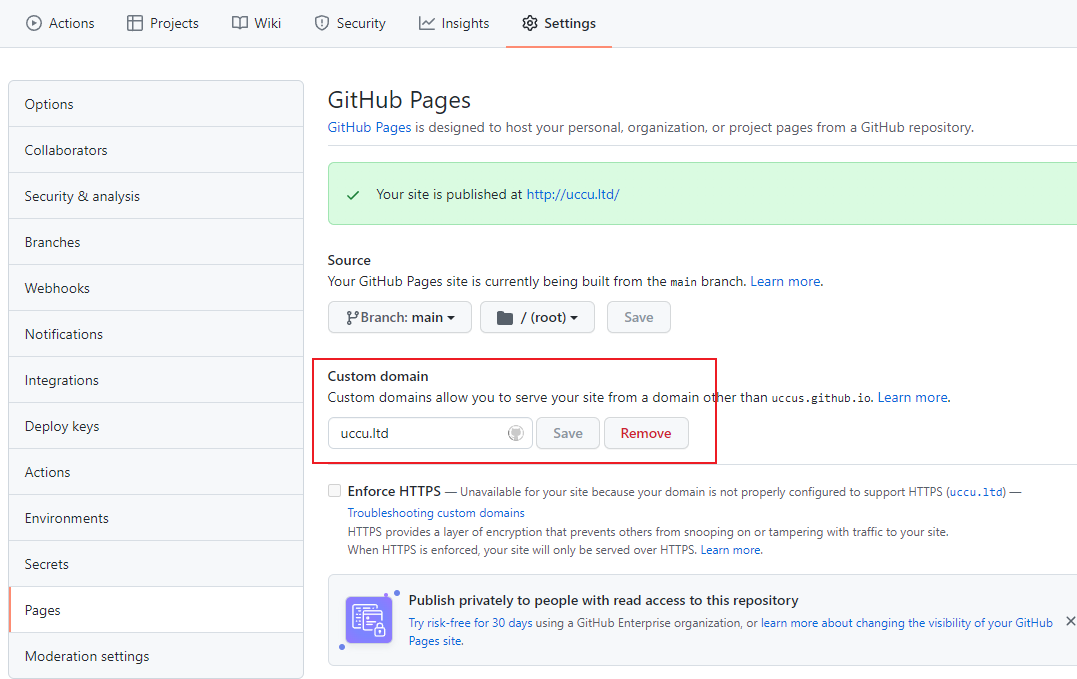 Actions Projects Wiki Security Insights Settings
Options
Collaborators
Security & analysis
Branches
Webhooks
Notifications
Integrations
Deploy keys
Actions
Environments
Secrets
Pages
Moderation settings
GitHub Pages
GitHub Pages is designed to host your personal, organization, or project pages from a GitHub repository.
Your site is published at http://uccu.ltd/
Source
Your GitHub Pages site is currently being built from the main branch. Learn more.
Branch: main / (root) Save
Custom domain
Custom domains allow you to serve your site from a domain other than uccus.github.io. Learn more.
uccu.ltd Save Remove
Enforce HTTPS — Unavailable for your site because your domain is not properly configured to support HTTPS (uccu.ltd) —
Troubleshooting custom domains
HTTPS provides a layer of encryption that prevents others from snooping on or tampering with traffic to your site.
When HTTPS is enforced, your site will only be served over HTTPS. Learn more.
Publish privately to people with read access to this repository
Try risk-free for 30 days using a GitHub Enterprise organization, or learn more about changing the visibility of your GitHub
Pages site.